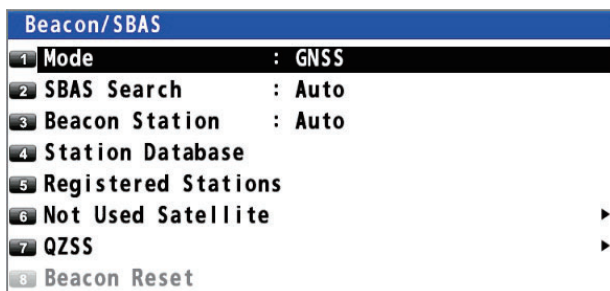 Beacon/SBAS
1 Mode : GNSS
2 SBAS Search : Auto
3 Beacon Station : Auto
4 Station Database
5 Registered Stations
6 Not Used Satellite
7 QZSS
8 Beacon Reset